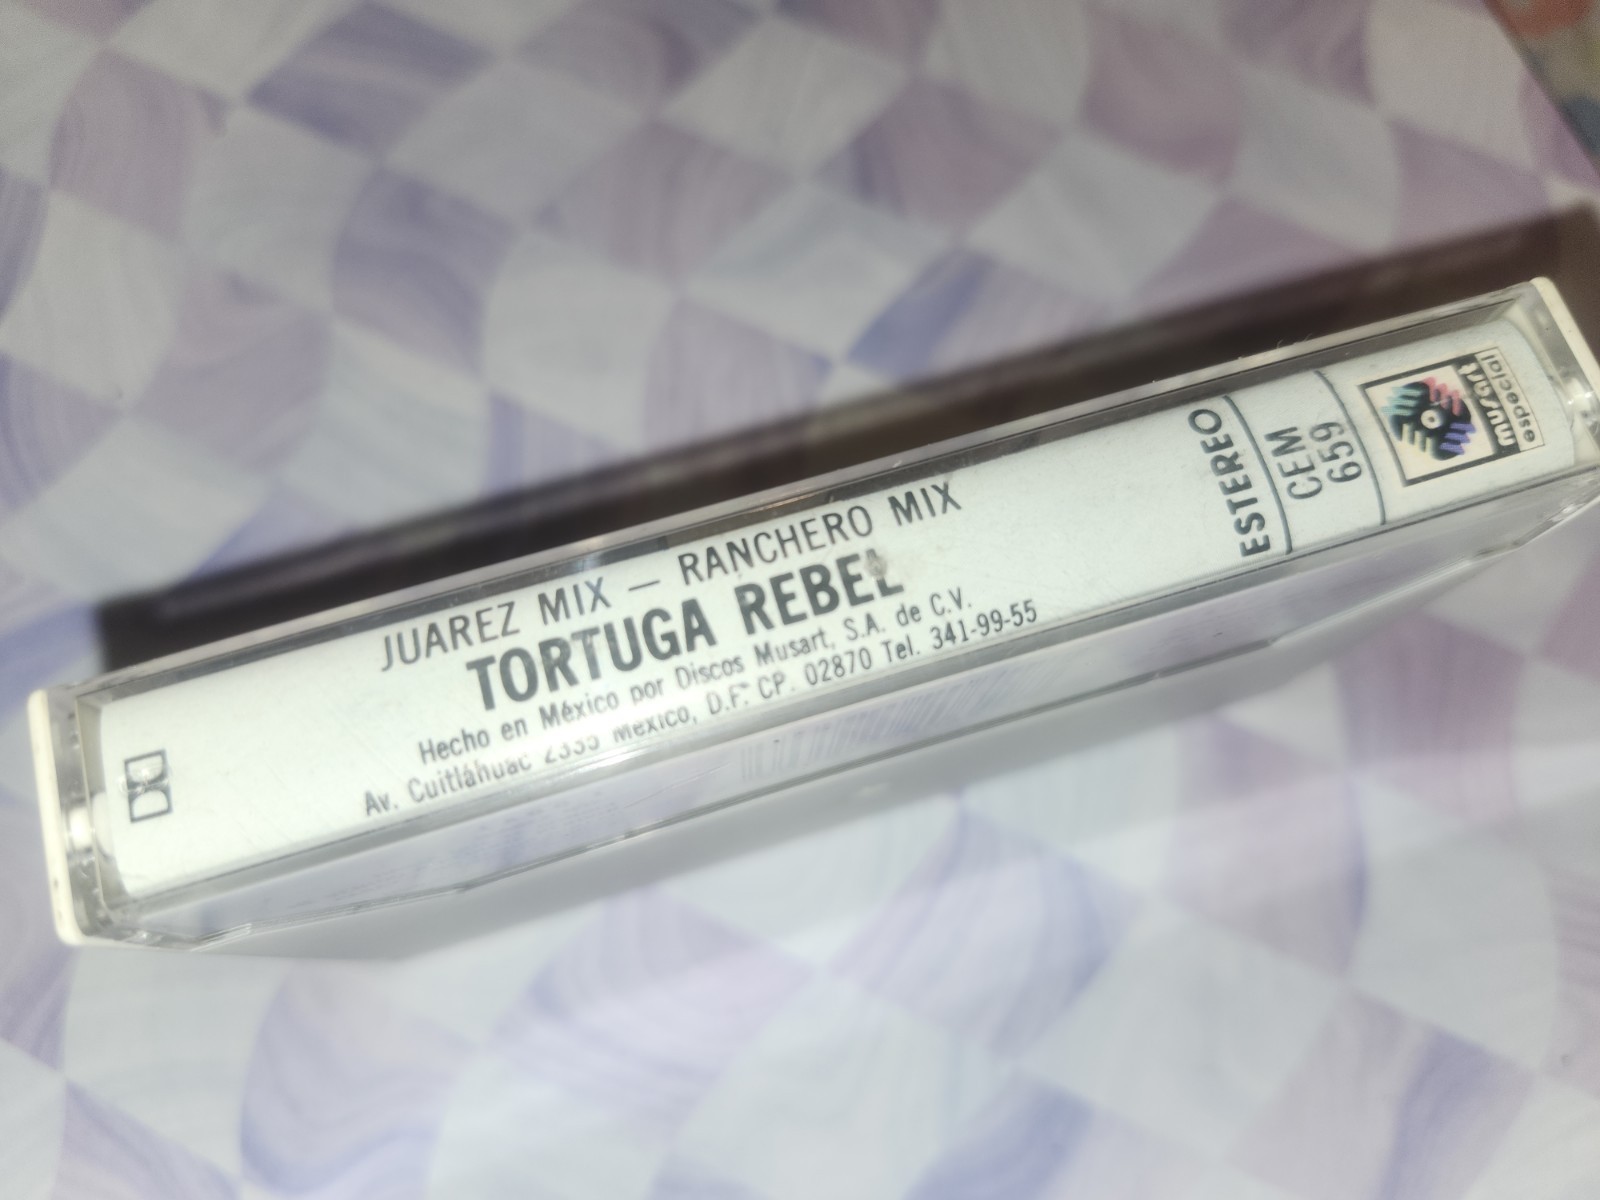 JUAREZ MIX — RANCHERO MIX
TORTUGA REBEL
Hecho en México por Discos Musart, S.A. de C.V.
Av. Cuitláhuac 2335 México, D.F. CP. 02870 Tel. 341-99-55
ESTEREO
CEM
659
musart
especial